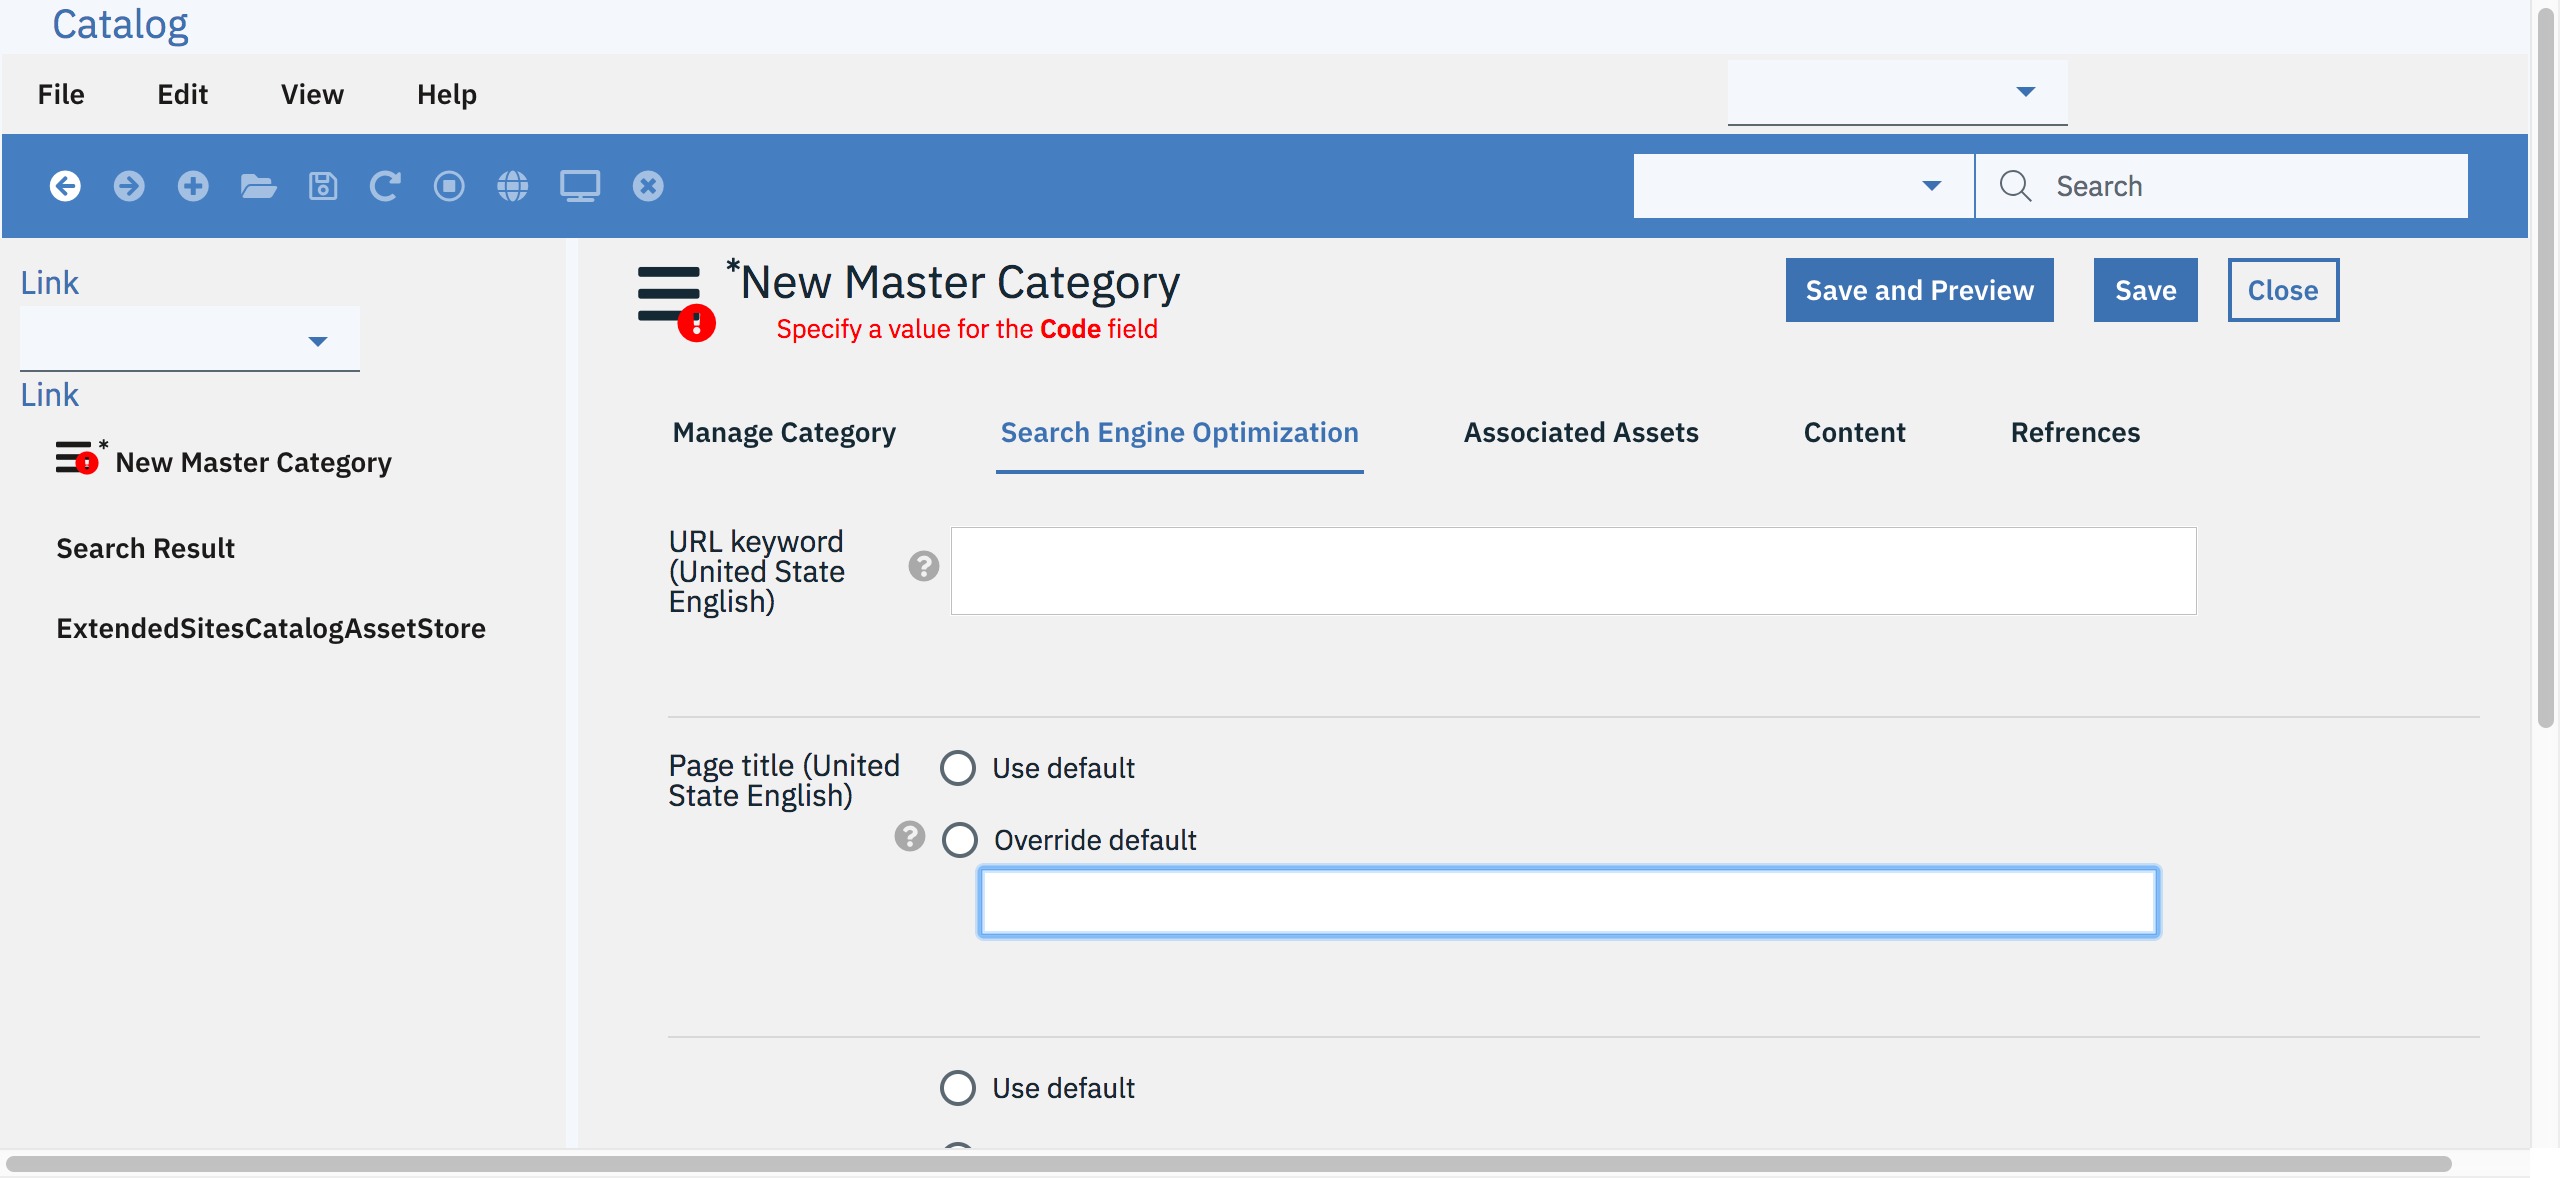 Catalog
File Edit View Help
Search
Link
*New Master Category
Specify a value for the Code field
Save and Preview Save Close
Link
* New Master Category
Search Result
ExtendedSitesCatalogAssetStore
Manage Category Search Engine Optimization Associated Assets Content Refrences
URL keyword
(United State
English)
Page title (United
State English)
Use default
Override default
Use default